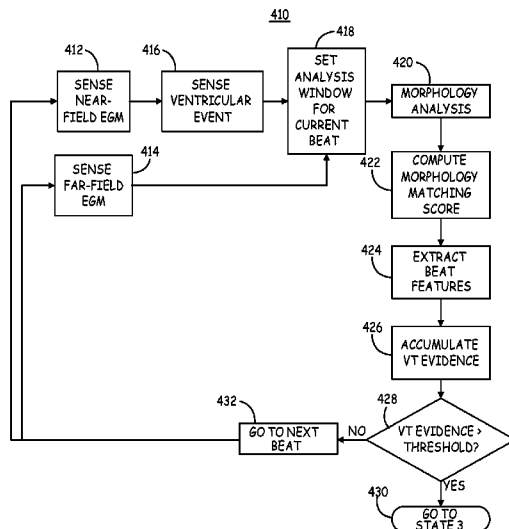 410
412
SENSE
NEAR-
FIELD EGM
416
SENSE
VENTRICULAR
EVENT
418
SET
ANALYSIS
WINDOW
FOR
CURRENT
BEAT
420
MORPHOLOGY
ANALYSIS
414
SENSE
FAR-FIELD
EGM
422
COMPUTE
MORPHOLOGY
MATCHING
SCORE
424
EXTRACT
BEAT
FEATURES
426
ACCUMULATE
VT EVIDENCE
428
VT EVIDENCE >
THRESHOLD?
NO
432
GO TO NEXT
BEAT
YES
430
GO TO
STATE 3